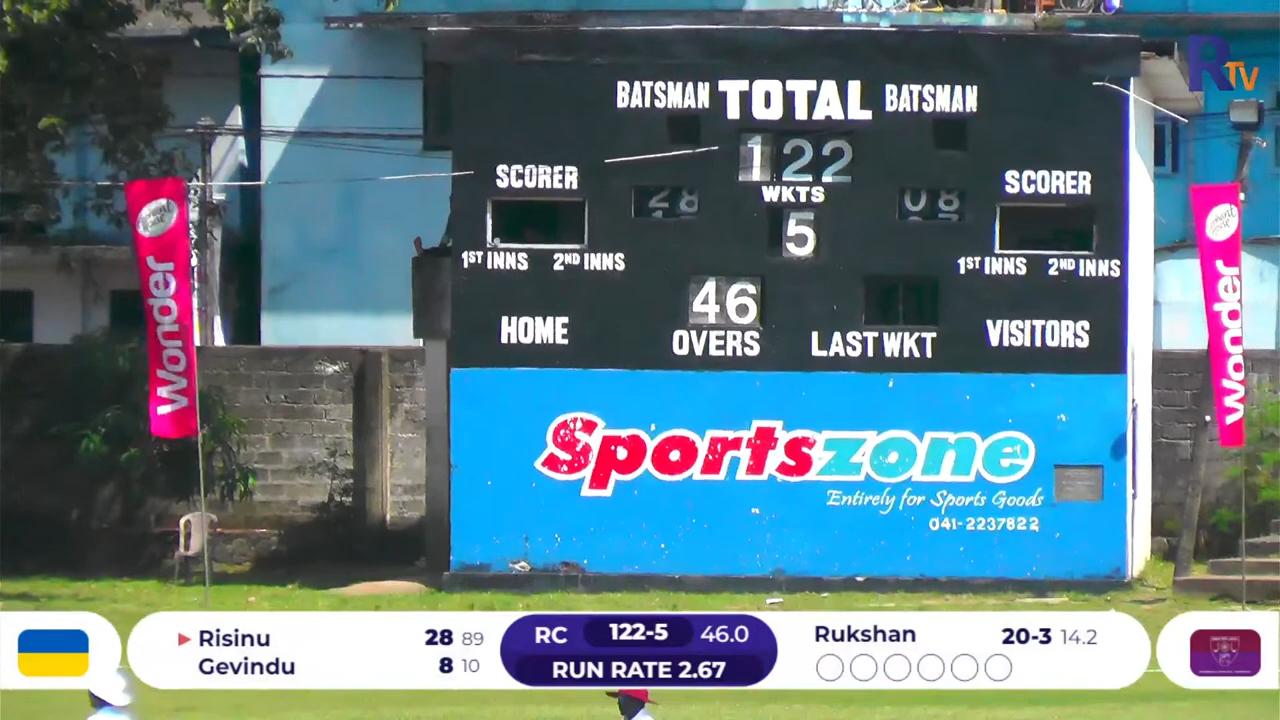 RTV
BATSMAN TOTAL BATSMAN
122
SCORER WKTS SCORER
28 5 08
1ST INNS 2ND INNS 1ST INNS 2ND INNS
46
HOME OVERS LAST WKT VISITORS
Wonder
Wonder
Sportszone
Entirely for Sports Goods
041-2237822
Risinu 28 89
Gevindu 8 10
RC 122-5 46.0
RUN RATE 2.67
Rukshan 20-3 14.2